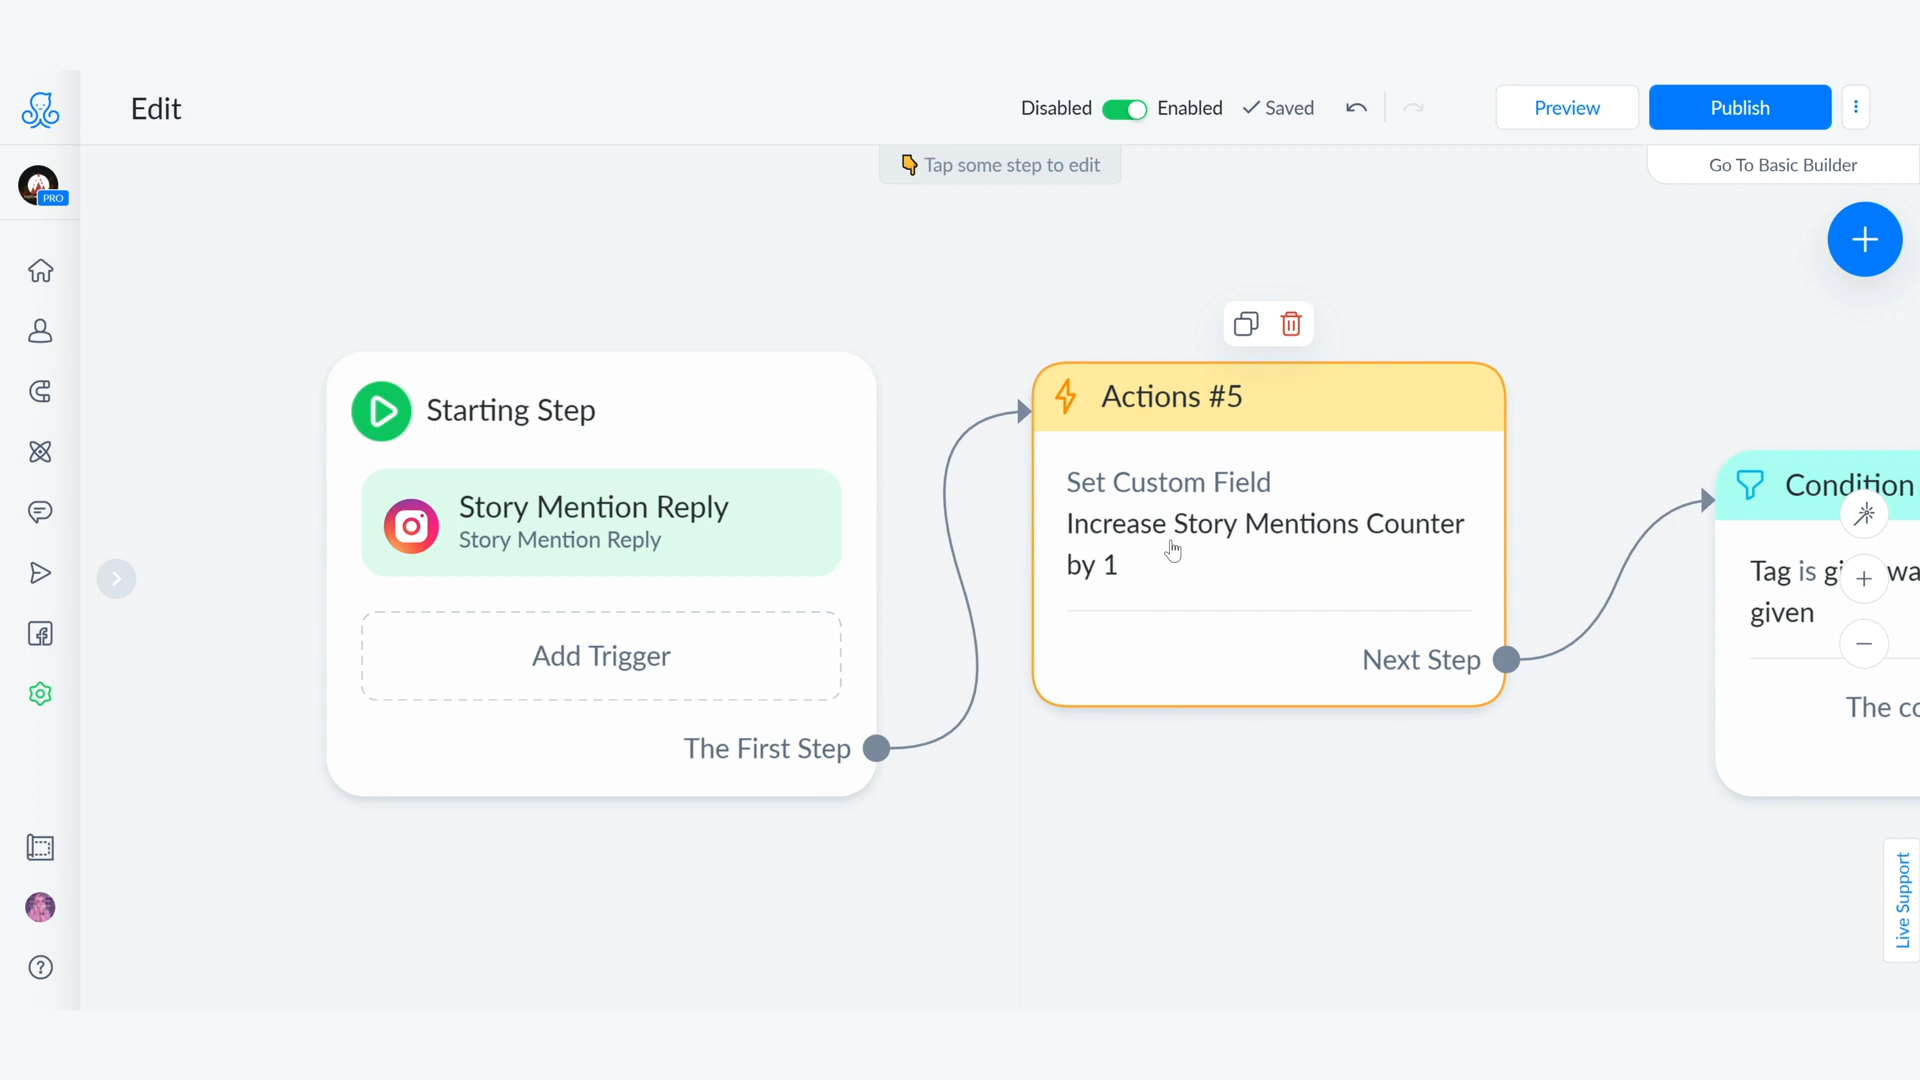 Edit
Disabled
Enabled
Saved
Preview
Publish
Tap some step to edit
Go To Basic Builder
PRO
Starting Step
Story Mention Reply
Story Mention Reply
Add Trigger
The First Step
Actions #5
Set Custom Field
Increase Story Mentions Counter
by 1
Next Step
Condition
Tag is
given
The
Live Support